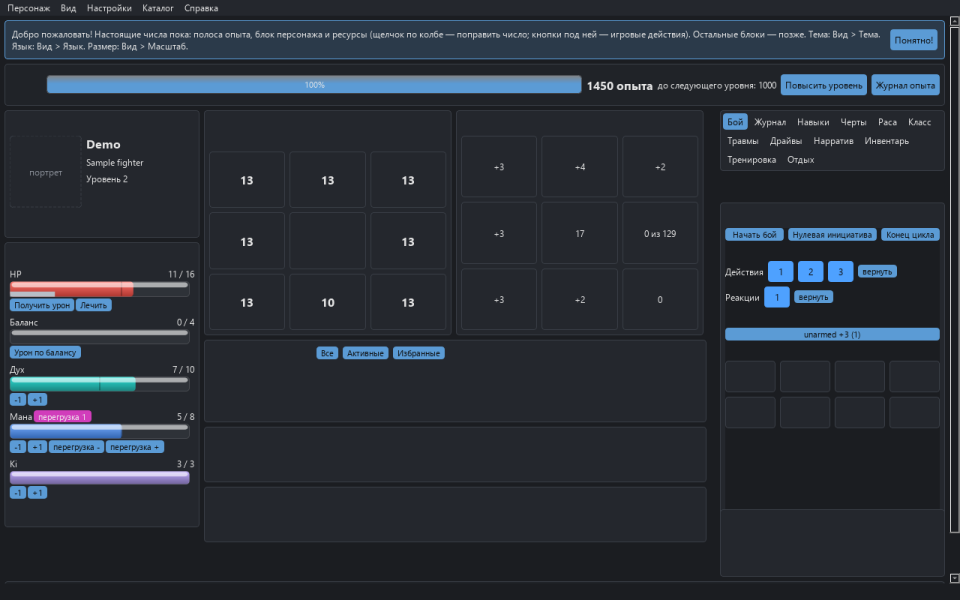 Персонаж Вид Настройки Каталог Справка
Добро пожаловать! Настоящие числа пока: полоса опыта, блок персонажа и ресурсы (щелчок по колбе — поправить число; кнопки под ней — игровые действия). Остальные блоки — позже. Тема: Вид > Тема.
Язык: Вид > Язык. Размер: Вид > Масштаб.
Понятно!
100%
1450 опыта до следующего уровня: 1000 Повысить уровень Журнал опыта
портрет
Demo
Sample fighter
Уровень 2
HP 11 / 16
Получить урон Лечить
Баланс 0 / 4
Урон по балансу
Дух 7 / 10
-1 +1
Мана перегрузка 1 5 / 8
-1 +1 перегрузка - перегрузка +
Ki 3 / 3
-1 +1
13 13 13
13 13
13 10 13
+3 +4 +2
+3 17 0 из 129
+3 +2 0
Все Активные Избранные
Бой Журнал Навыки Черты Раса Класс
Травмы Драйвы Нарратив Инвентарь
Тренировка Отдых
Начать бой Нулевая инициатива Конец цикла
Действия 1 2 3 вернуть
Реакции 1 вернуть
unarmed +3 (1)